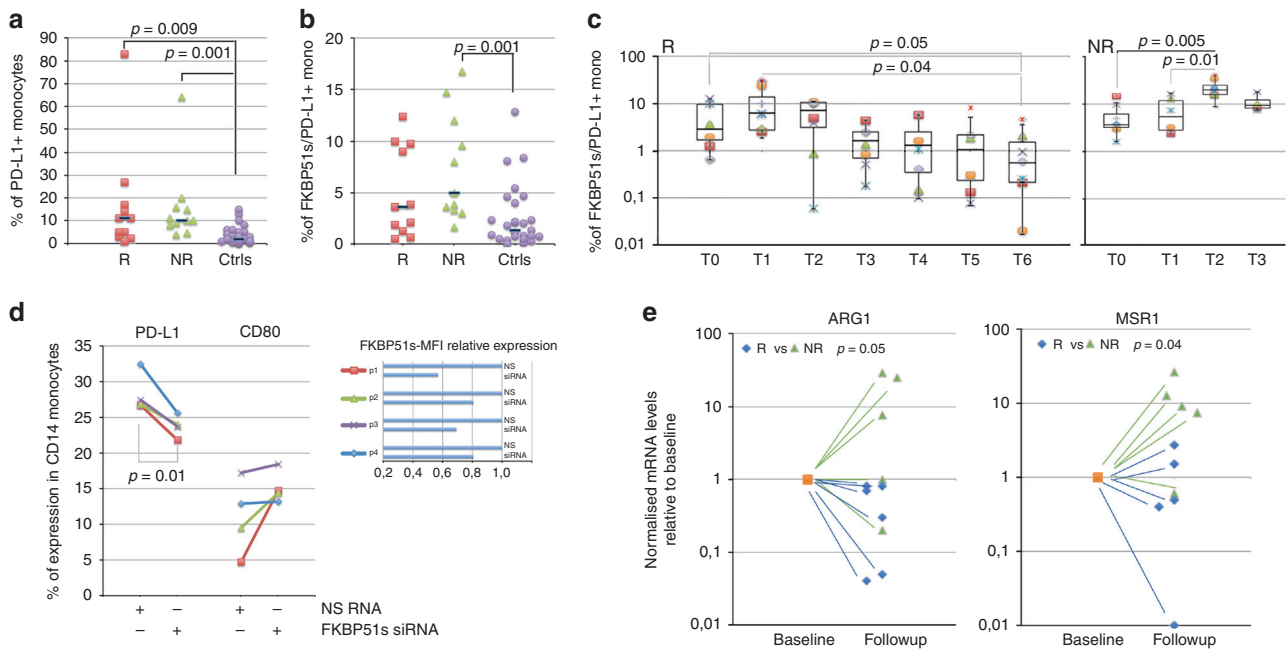 a
p = 0.009
p = 0.001
% of PD-L1+ monocytes
90
80
70
60
50
40
30
20
10
0
R NR Ctrls
b
p = 0.001
%of FKBP51s/PD-L1+ mono
20
15
10
5
0
R NR Ctrls
c
R
p = 0.05
p = 0.04
%of FKBP51s/PD-L1+ mono
100
10
1
0,1
0,01
T0 T1 T2 T3 T4 T5 T6
NR
p = 0.005
p = 0.01
T0 T1 T2 T3
d
PD-L1 CD80
% of expression in CD14 monocytes
35
30
25
20
15
10
5
0
p = 0.01
+ − + − NS RNA
− + − + FKBP51s siRNA
FKBP51s-MFI relative expression
p1 NS
siRNA
p2 NS
siRNA
p3 NS
siRNA
p4 NS
siRNA
0,2 0,4 0,6 0,8 1,0
e
ARG1
R vs NR p = 0.05
Normalised mRNA levels
relative to baseline
100
10
1
0,1
0,01
Baseline Followup
MSR1
R vs NR p = 0.04
100
10
1
0,1
0,01
Baseline Followup